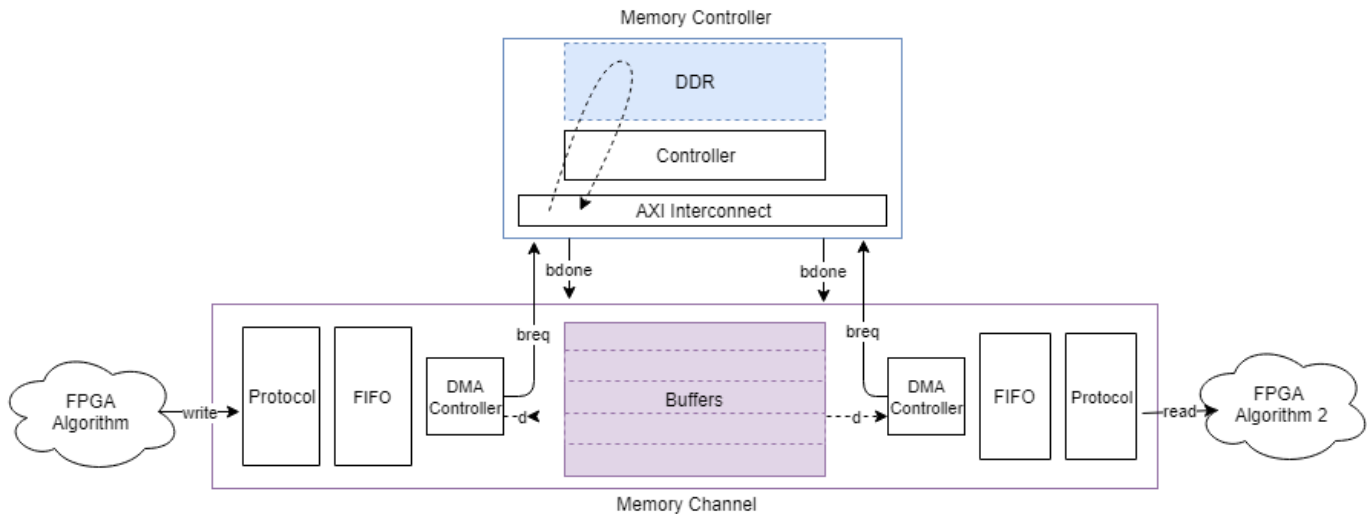 Memory Controller
DDR
Controller
AXI Interconnect
bdone
bdone
breq
breq
FPGA
Algorithm
write
Protocol
FIFO
DMA
Controller
d
Buffers
d
DMA
Controller
FIFO
Protocol
read
FPGA
Algorithm 2
Memory Channel